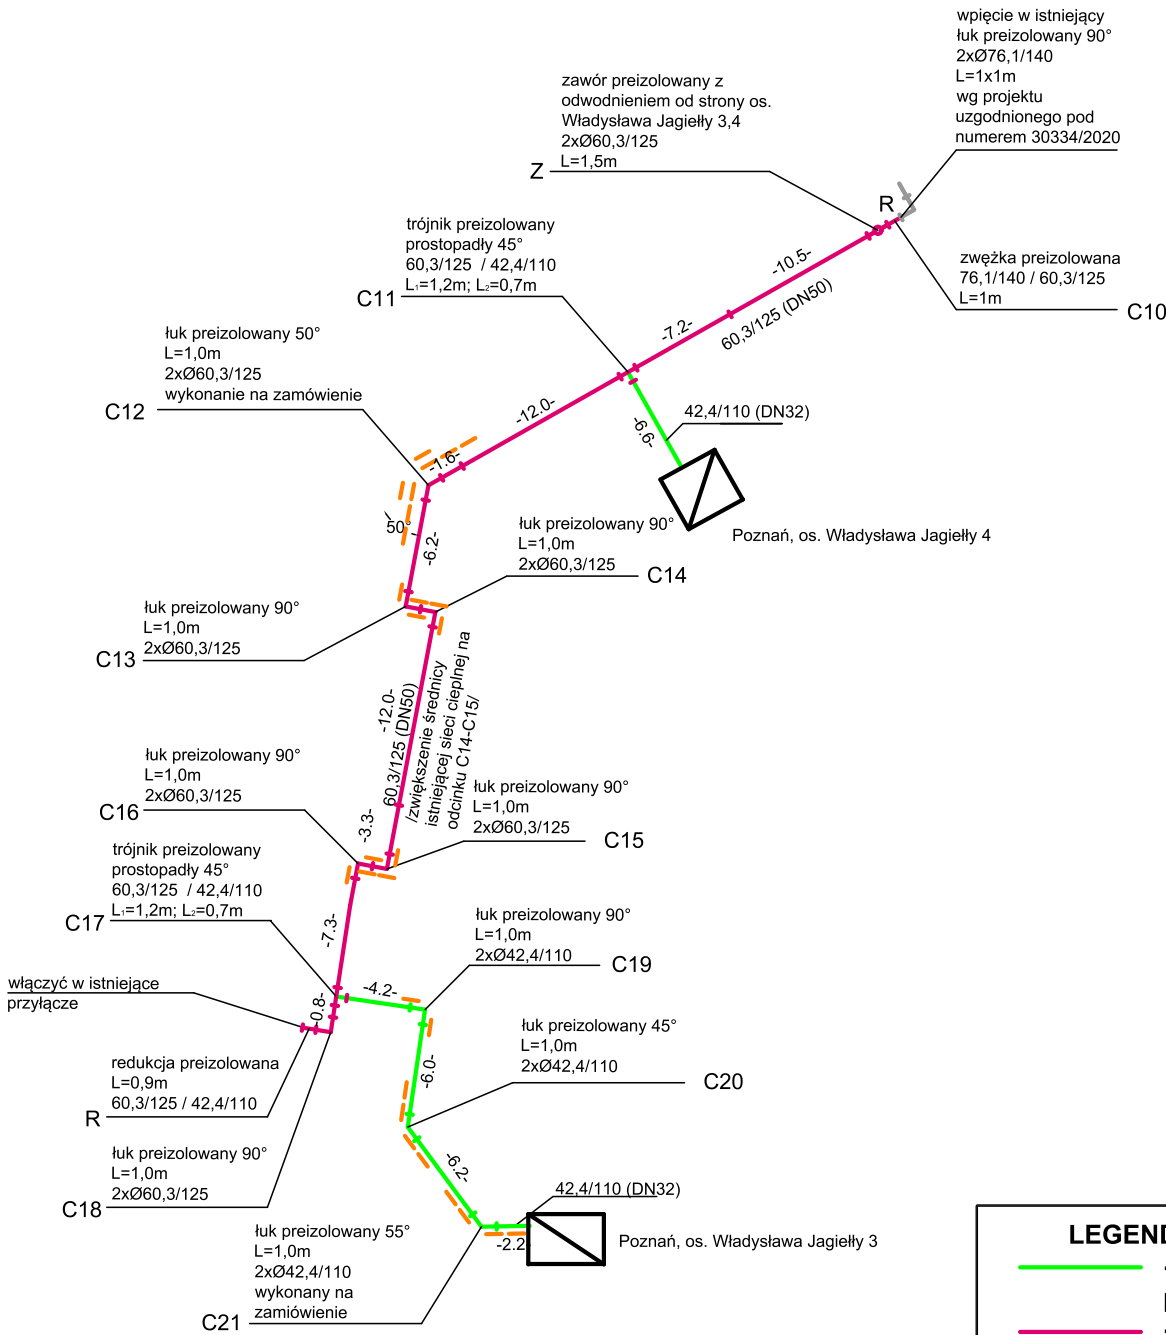 wpięcie w istniejący
łuk preizolowany 90°
2xØ76,1/140
L=1x1m
wg projektu
uzgodnionego pod
numerem 30334/2020
zawór preizolowany z
odwodnieniem od strony os.
Władysława Jagiełły 3,4
2xØ60,3/125
L=1,5m
Z
R
trójnik preizolowany
prostopadły 45°
60,3/125 / 42,4/110
L₁=1,2m; L₂=0,7m
C11
-10.5-
zwężka preizolowana
76,1/140 / 60,3/125
L=1m
C10
-7.2-
60,3/125 (DN50)
łuk preizolowany 50°
L=1,0m
2xØ60,3/125
wykonanie na zamówienie
C12
-12.0-
-6.6-
42,4/110 (DN32)
-1.6-
50°
-6.2-
łuk preizolowany 90°
L=1,0m
2xØ60,3/125
C14
Poznań, os. Władysława Jagiełły 4
łuk preizolowany 90°
L=1,0m
2xØ60,3/125
C13
-12.0-
60,3/125 (DN50)
/zwiększenie średnicy
istniejącej sieci cieplnej na
odcinku C14-C15/
łuk preizolowany 90°
L=1,0m
2xØ60,3/125
C16
-3.3-
łuk preizolowany 90°
L=1,0m
2xØ60,3/125
C15
trójnik preizolowany
prostopadły 45°
60,3/125 / 42,4/110
L₁=1,2m; L₂=0,7m
C17
-7.3-
łuk preizolowany 90°
L=1,0m
2xØ42,4/110
C19
włączyć w istniejące
przyłącze
-0.8-
-4.2-
-6.0-
łuk preizolowany 45°
L=1,0m
2xØ42,4/110
C20
redukcja preizolowana
L=0,9m
60,3/125 / 42,4/110
R
łuk preizolowany 90°
L=1,0m
2xØ60,3/125
C18
-6.2-
42,4/110 (DN32)
-2.2-
Poznań, os. Władysława Jagiełły 3
łuk preizolowany 55°
L=1,0m
2xØ42,4/110
wykonany na
zamiówienie
C21
LEGEND